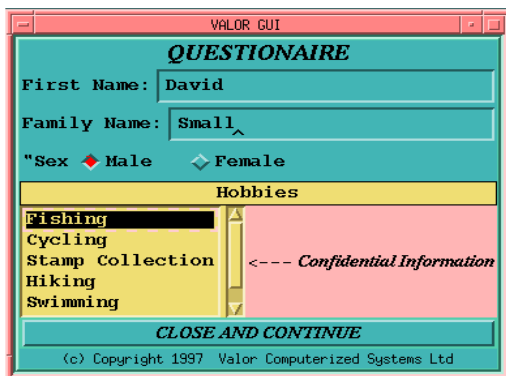 VALOR GUI
QUESTIONAIRE
First Name: David
Family Name: Small
"Sex Male Female
Hobbies
Fishing
Cycling
Stamp Collection
<--- Confidential Information
Hiking
Swimming
CLOSE AND CONTINUE
(c) Copyright 1997 Valor Computerized Systems Ltd